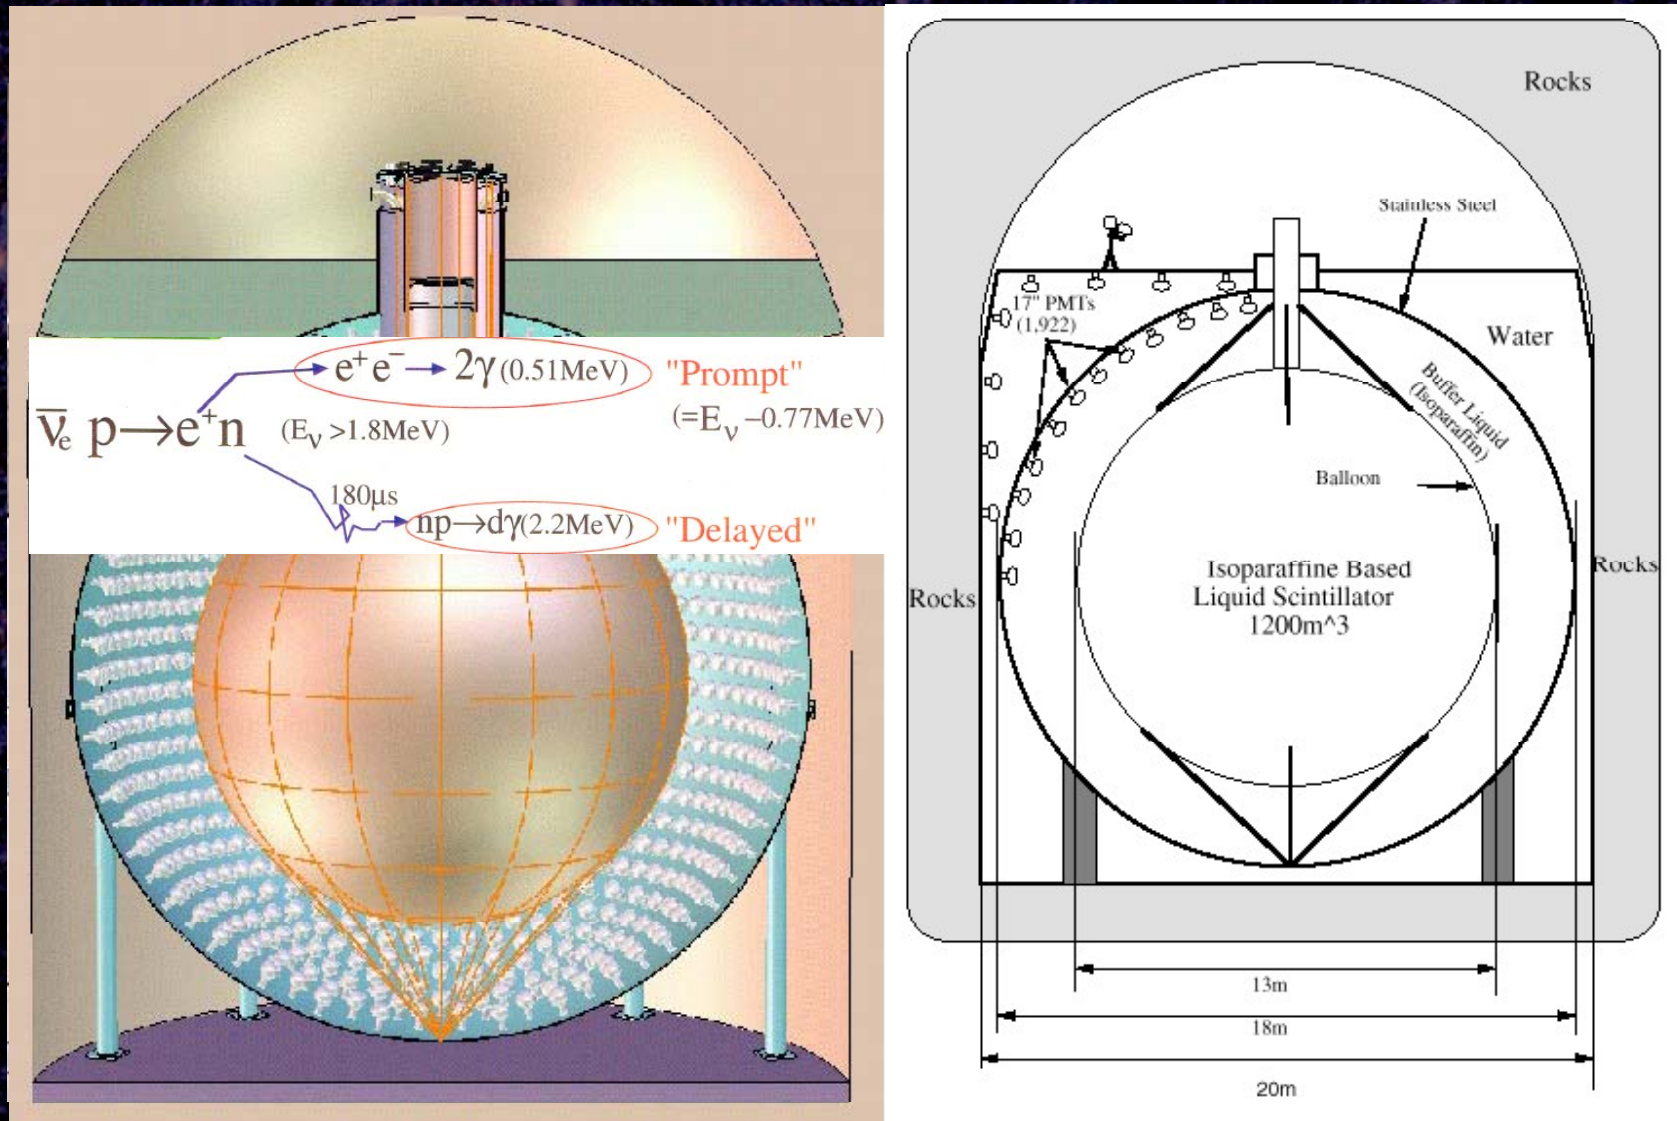 e⁺ e⁻ → 2γ (0.51MeV) "Prompt"
(=Eν −0.77MeV)
ν̄e p→e⁺n (Eν >1.8MeV)
180μs
np→dγ(2.2MeV) "Delayed"
Rocks
Stainless Steel
17" PMTs
(1,922)
Water
Buffer Liquid
(Isoparaffin)
Balloon
Isoparaffine Based
Liquid Scintillator
1200m^3
Rocks
Rocks
13m
18m
20m